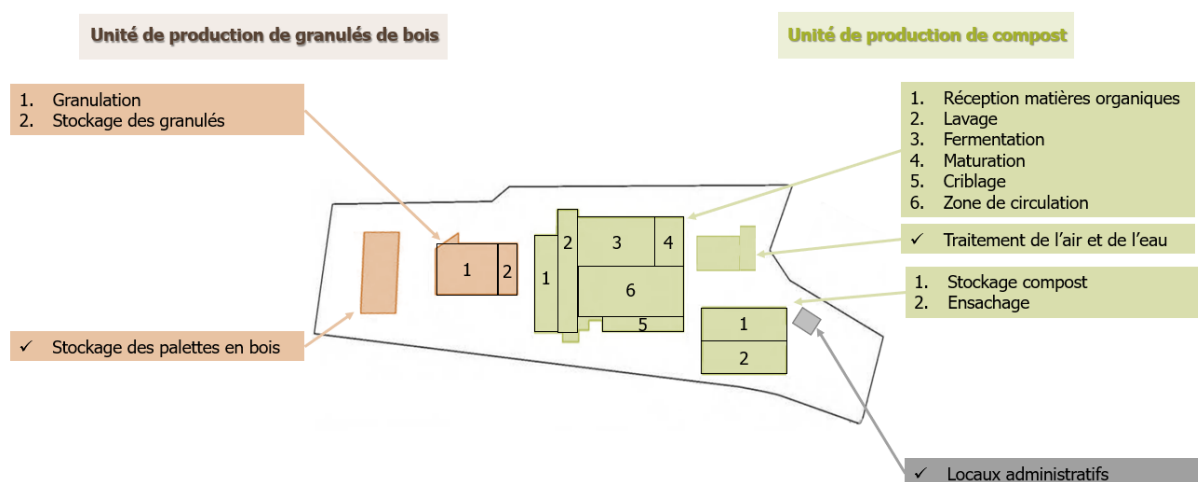 Unité de production de granulés de bois
Unité de production de compost
1. Granulation
2. Stockage des granulés
1. Réception matières organiques
2. Lavage
3. Fermentation
4. Maturation
5. Criblage
6. Zone de circulation
✓ Traitement de l'air et de l'eau
1. Stockage compost
2. Ensachage
✓ Stockage des palettes en bois
✓ Locaux administratifs
1
2
1
2
3
4
6
5
1
2